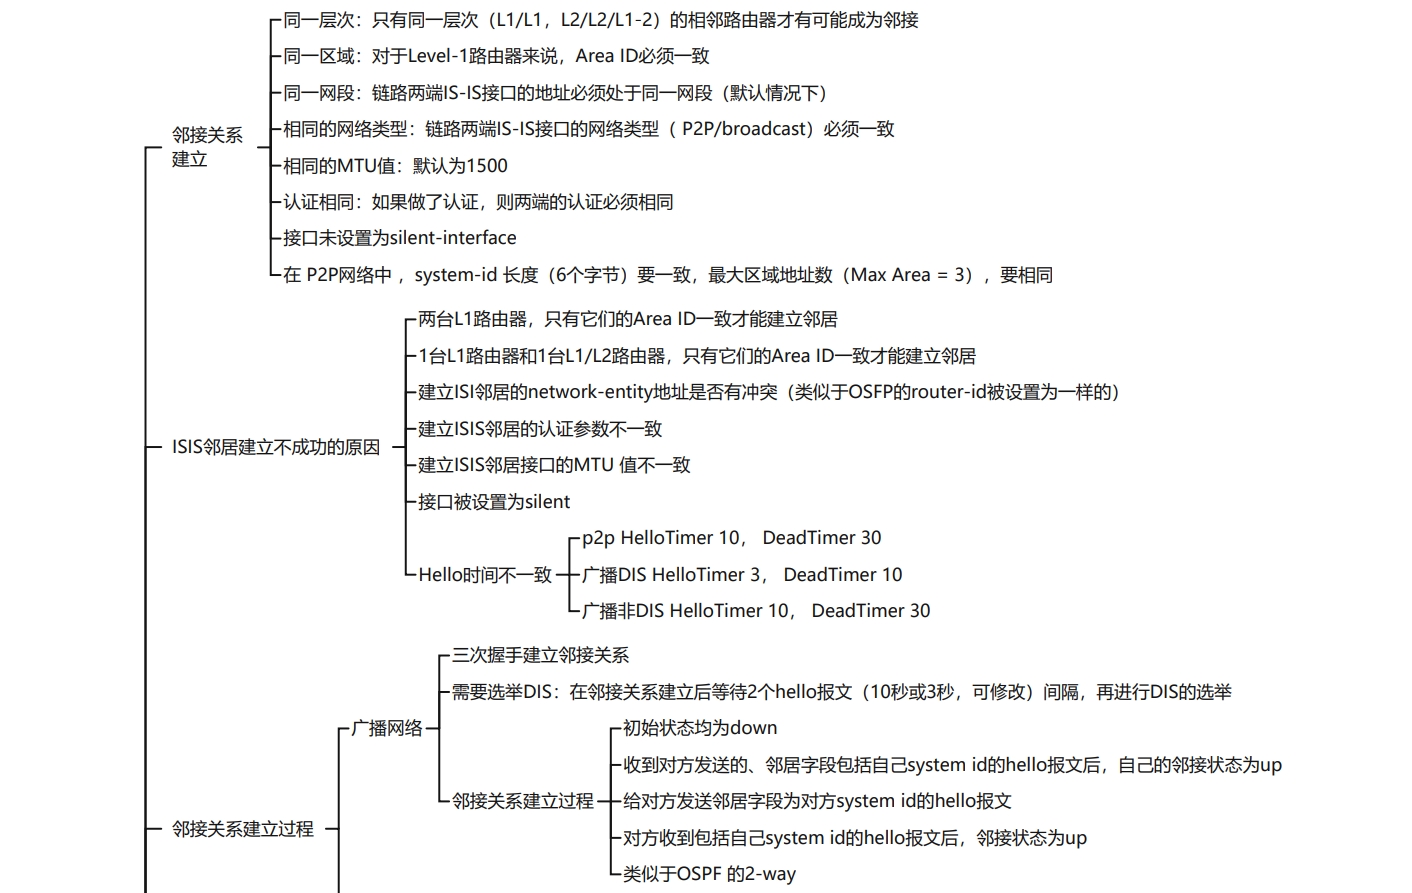 同一层次：只有同一层次（L1/L1，L2/L2/L1-2）的相邻路由器才有可能成为邻接
同一区域：对于Level-1路由器来说，Area ID必须一致
同一网段：链路两端IS-IS接口的地址必须处于同一网段（默认情况下）
相同的网络类型：链路两端IS-IS接口的网络类型（ P2P/broadcast）必须一致
邻接关系
建立
相同的MTU值：默认为1500
认证相同：如果做了认证，则两端的认证必须相同
接口未设置为silent-interface
在 P2P网络中 ，system-id 长度（6个字节）要一致，最大区域地址数（Max Area = 3），要相同
两台L1路由器，只有它们的Area ID一致才能建立邻居
1台L1路由器和1台L1/L2路由器，只有它们的Area ID一致才能建立邻居
建立ISI邻居的network-entity地址是否有冲突（类似于OSFP的router-id被设置为一样的）
建立ISIS邻居的认证参数不一致
ISIS邻居建立不成功的原因
建立ISIS邻居接口的MTU 值不一致
接口被设置为silent
Hello时间不一致
p2p HelloTimer 10， DeadTimer 30
广播DIS HelloTimer 3， DeadTimer 10
广播非DIS HelloTimer 10， DeadTimer 30
三次握手建立邻接关系
需要选举DIS：在邻接关系建立后等待2个hello报文（10秒或3秒，可修改）间隔，再进行DIS的选举
广播网络
初始状态均为down
收到对方发送的、邻居字段包括自己system id的hello报文后，自己的邻接状态为up
邻接关系建立过程
给对方发送邻居字段为对方system id的hello报文
邻接关系建立过程
对方收到包括自己system id的hello报文后，邻接状态为up
类似于OSPF 的2-way